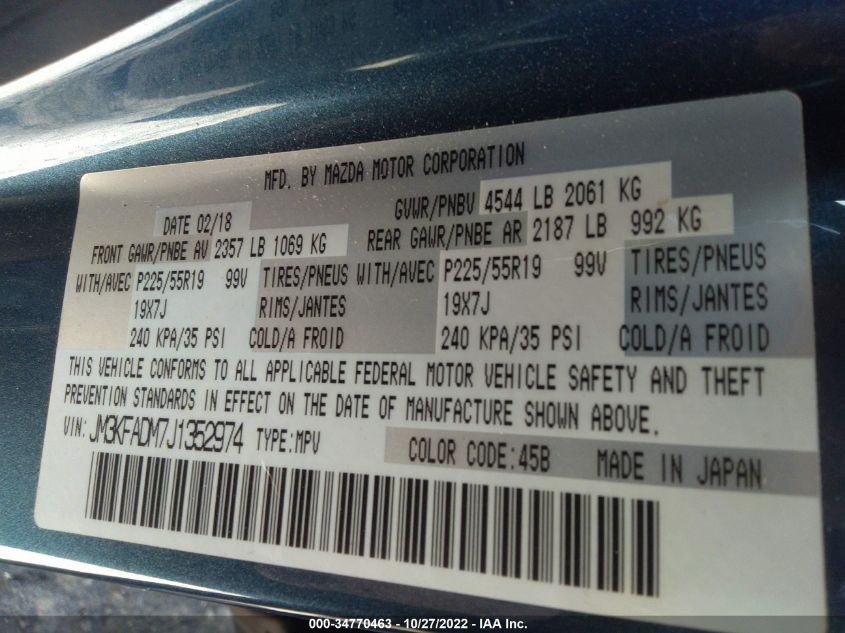 MFD. BY MAZDA MOTOR CORPORATION
DATE 02/18 GVWR/PNBV 4544 LB 2061 KG
FRONT GAWR/PNBE AV 2357 LB 1069 KG REAR GAWR/PNBE AR 2187 LB 992 KG
WITH/AVEC P225/55R19 99V TIRES/PNEUS WITH/AVEC P225/55R19 99V TIRES/PNEUS
19X7J RIMS/JANTES 19X7J RIMS/JANTES
240 KPA/35 PSI COLD/A FROID 240 KPA/35 PSI COLD/A FROID
THIS VEHICLE CONFORMS TO ALL APPLICABLE FEDERAL MOTOR VEHICLE SAFETY AND THEFT
PREVENTION STANDARDS IN EFFECT ON THE DATE OF MANUFACTURE SHOWN ABOVE.
VIN: JM3KFADM7J1352974 TYPE:MPV
COLOR CODE:45B MADE IN JAPAN
000-34770463 - 10/27/2022 - IAA Inc.